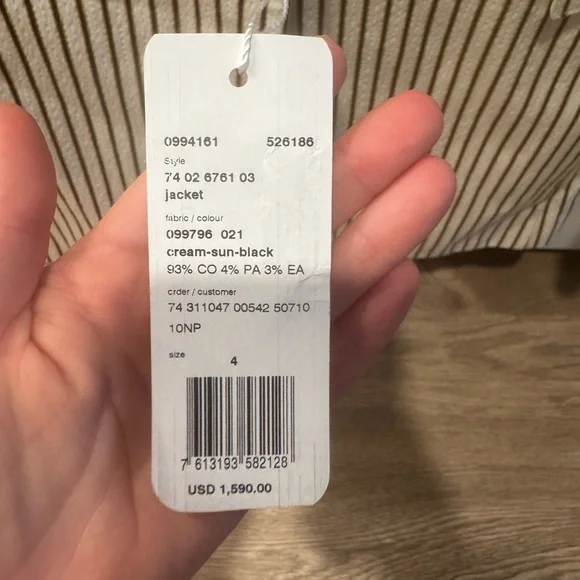 0994161 526186
Style
74 02 6761 03
jacket
fabric / colour
099796 021
cream-sun-black
93% CO 4% PA 3% EA
order / customer
74 311047 00542 50710
10NP
size
4
7 613193 582128
USD 1,590.00